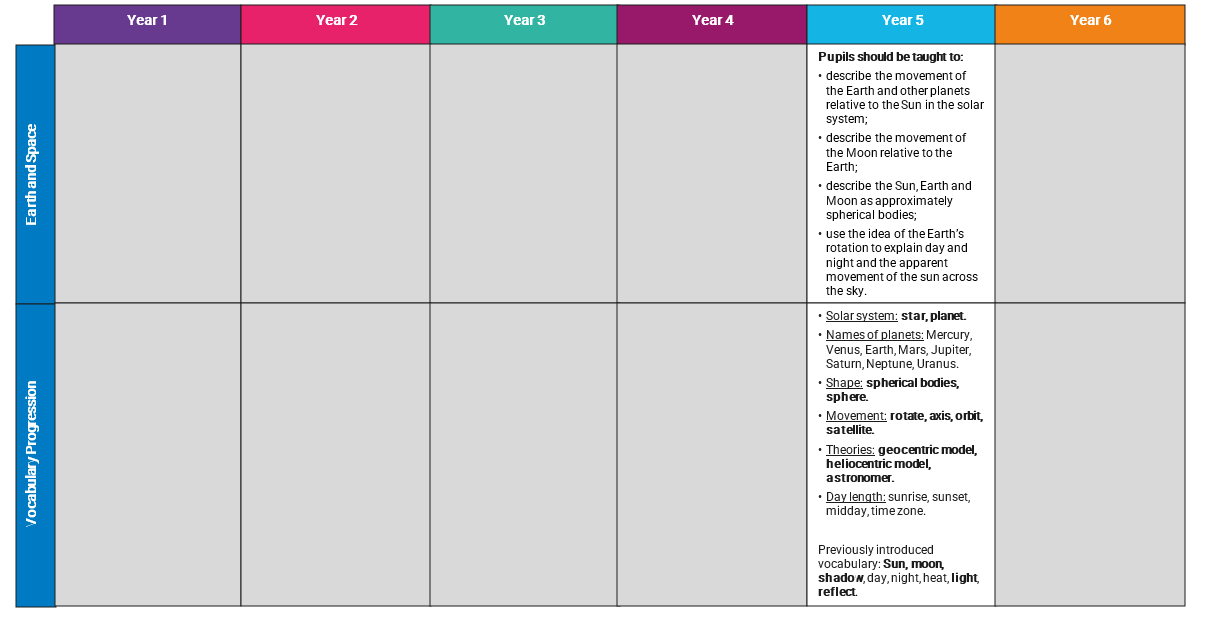 Year 1
Year 2
Year 3
Year 4
Year 5
Year 6
Earth and Space
Pupils should be taught to:
• describe the movement of
the Earth and other planets
relative to the Sun in the solar
system;
• describe the movement of
the Moon relative to the
Earth;
• describe the Sun, Earth and
Moon as approximately
spherical bodies;
• use the idea of the Earth's
rotation to explain day and
night and the apparent
movement of the sun across
the sky.
Vocabulary Progression
• Solar system: star, planet.
• Names of planets: Mercury,
Venus, Earth, Mars, Jupiter,
Saturn, Neptune, Uranus.
• Shape: spherical bodies,
sphere.
• Movement: rotate, axis, orbit,
satellite.
• Theories: geocentric model,
heliocentric model,
astronomer.
• Day length: sunrise, sunset,
midday, time zone.
Previously introduced
vocabulary: Sun, moon,
shadow, day, night, heat, light,
reflect.